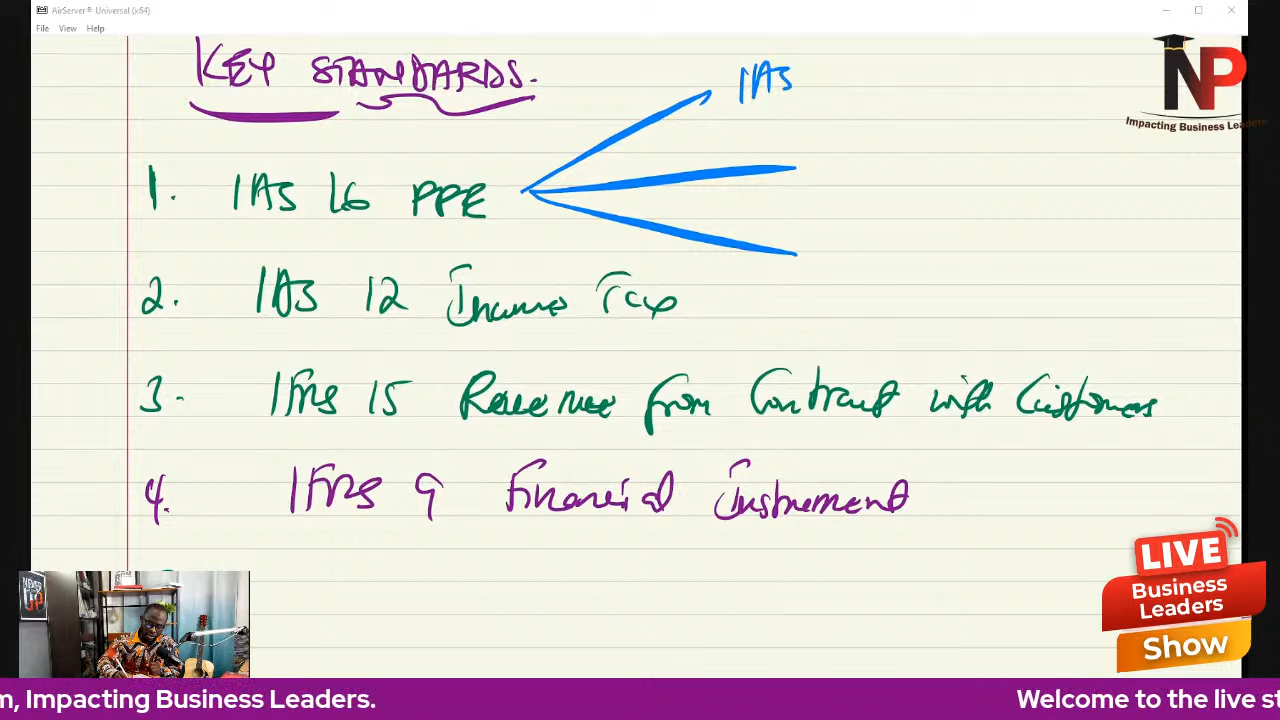 AirServer® Universal (x64)
File View Help
KEY STANDARDS.
IAS
1. IAS 16 PPE
2. IAS 12 Income Tax
3. IFRS 15 Revenue from Contract with Customers
4. IFRS 9 Financial Instrument
NP
Impacting Business Leaders
LIVE
Business
Leaders
Show
UP
m, Impacting Business Leaders. Welcome to the live st